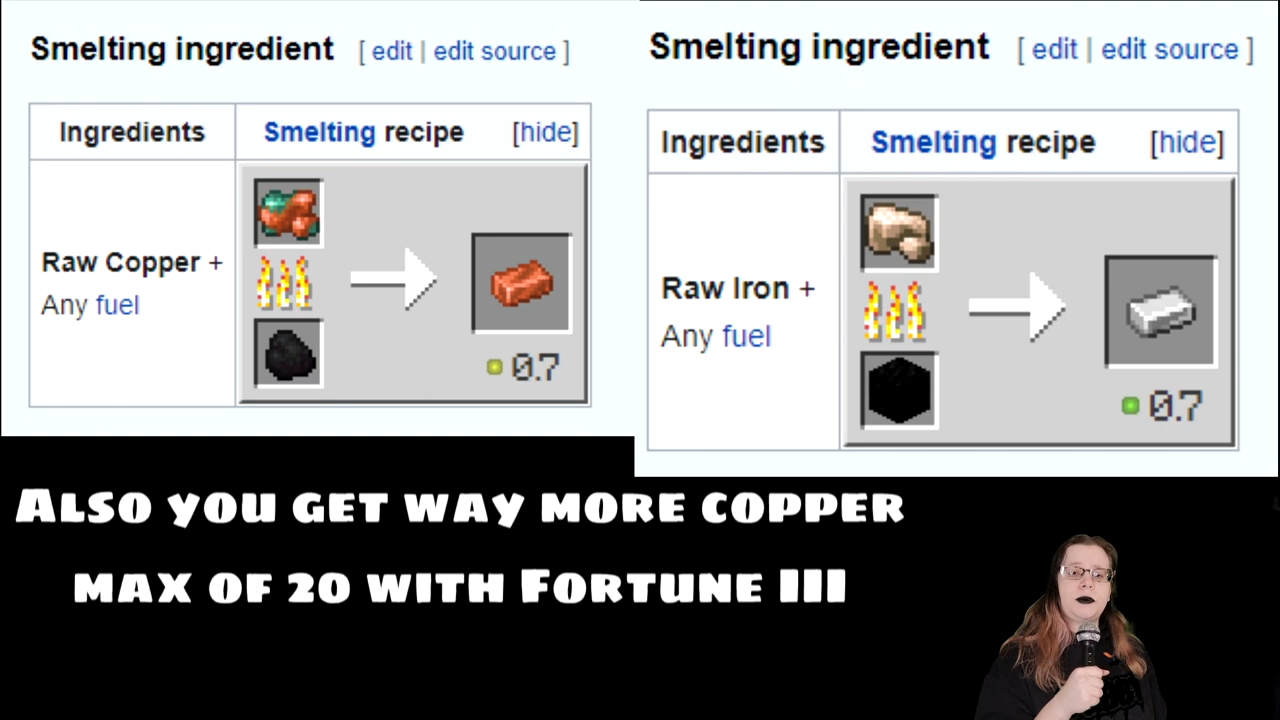 Smelting ingredient [ edit | edit source ]
Ingredients Smelting recipe [hide]
Raw Copper +
Any fuel
0.7
Smelting ingredient [ edit | edit source ]
Ingredients Smelting recipe [hide]
Raw Iron +
Any fuel
0.7
Also you get way more copper
max of 20 with Fortune III